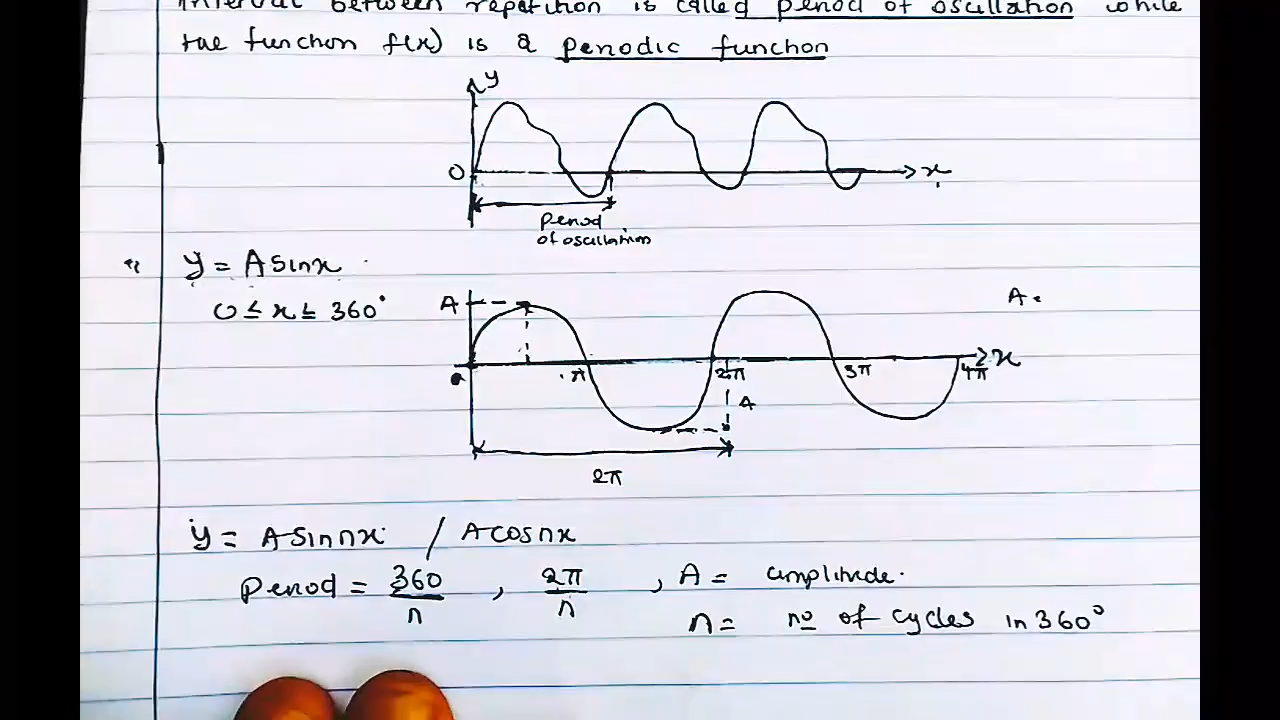 interval between repetition is called period of oscillation while
the function f(x) is a periodic function
y
0
x
period
of oscillation
y = A sin x
0 ≤ x ≤ 360°
A
A.
x
π
2π
3π
4π
A
2π
y = A sin nx / A cos nx
period = 360/n , 2π/n , A = amplitude.
n = no of cycles in 360°